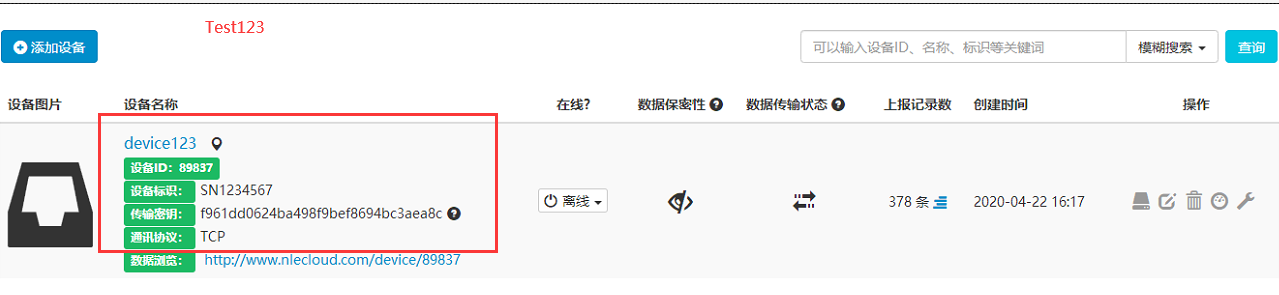 Test123
添加设备
可以输入设备ID、名称、标识等关键词
模糊搜索
查询
设备图片 设备名称 在线? 数据保密性 数据传输状态 上报记录数 创建时间 操作
device123
设备ID：89837
设备标识： SN1234567
传输密钥： f961dd0624ba498f9bef8694bc3aea8c
通讯协议： TCP
数据浏览： http://www.nlecloud.com/device/89837
离线
378 条
2020-04-22 16:17